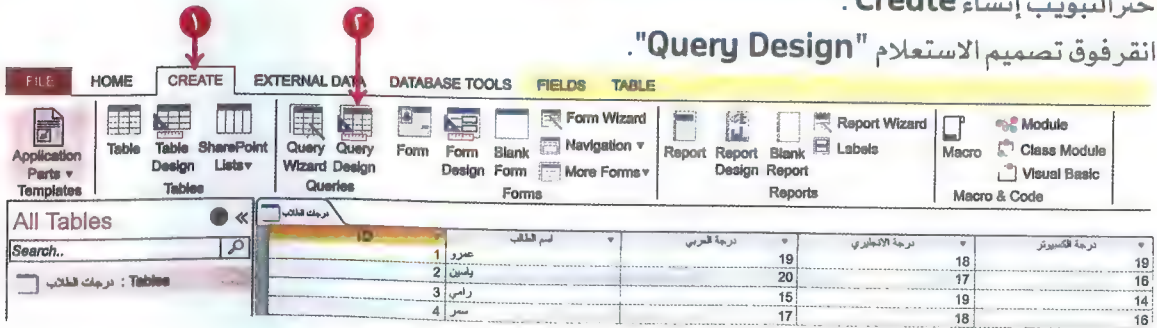 اختر التبويب إنشاء Create .
انقر فوق تصميم الاستعلام "Query Design".
١ ٢
FILE HOME CREATE EXTERNAL DATA DATABASE TOOLS FIELDS TABLE
Application Parts Templates
Table Table Design SharePoint Lists Tables
Query Wizard Query Design Queries
Form Form Design Blank Form Form Wizard Navigation More Forms Forms
Report Report Design Blank Report Report Wizard Labels Reports
Macro Module Class Module Visual Basic Macro & Code
All Tables «
Search..
Tables : درجات الطلاب
درجات الطلاب
ID اسم الطالب درجة العربي درجة الانجليزي درجة الكمبيوتر
1 عمرو 19 18 19
2 ياسين 20 17 16
3 رامي 15 19 14
4 سمر 17 18 16